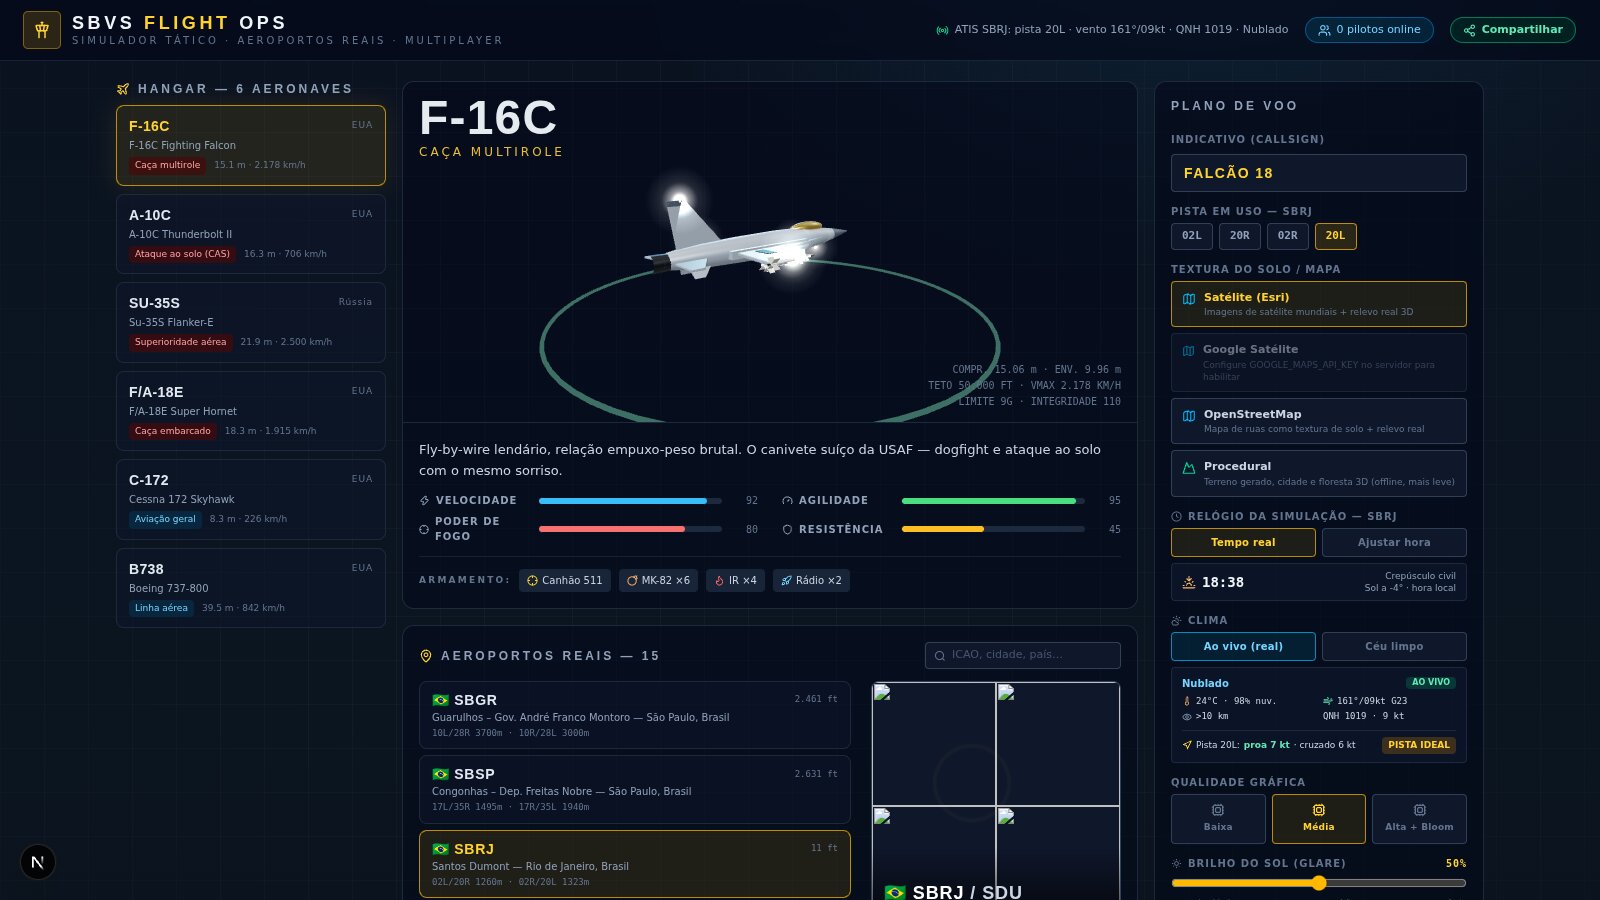 SBVS FLIGHT OPS
SIMULADOR TÁTICO · AEROPORTOS REAIS · MULTIPLAYER
ATIS SBRJ: pista 20L · vento 161°/09kt · QNH 1019 · Nublado
0 pilotos online
Compartilhar
HANGAR — 6 AERONAVES
F-16C
EUA
F-16C Fighting Falcon
Caça multirole
15.1 m · 2.178 km/h
A-10C
EUA
A-10C Thunderbolt II
Ataque ao solo (CAS)
16.3 m · 706 km/h
SU-35S
Rússia
Su-35S Flanker-E
Superioridade aérea
21.9 m · 2.500 km/h
F/A-18E
EUA
F/A-18E Super Hornet
Caça embarcado
18.3 m · 1.915 km/h
C-172
EUA
Cessna 172 Skyhawk
Aviação geral
8.3 m · 226 km/h
B738
EUA
Boeing 737-800
Linha aérea
39.5 m · 842 km/h
F-16C
CAÇA MULTIROLE
COMPR. 15.06 m · ENV. 9.96 m
TETO 50.000 FT · VMAX 2.178 KM/H
LIMITE 9G · INTEGRIDADE 110
Fly-by-wire lendário, relação empuxo-peso brutal. O canivete suíço da USAF — dogfight e ataque ao solo
com o mesmo sorriso.
VELOCIDADE
92
AGILIDADE
95
PODER DE
FOGO
80
RESISTÊNCIA
45
ARMAMENTO:
Canhão 511
MK-82 ×6
IR ×4
Rádio ×2
AEROPORTOS REAIS — 15
ICAO, cidade, país…
SBGR
2.461 ft
Guarulhos – Gov. André Franco Montoro — São Paulo, Brasil
10L/28R 3700m · 10R/28L 3000m
SBSP
2.631 ft
Congonhas – Dep. Freitas Nobre — São Paulo, Brasil
17L/35R 1495m · 17R/35L 1940m
SBRJ
11 ft
Santos Dumont — Rio de Janeiro, Brasil
02L/20R 1260m · 02R/20L 1323m
SBRJ / SDU
PLANO DE VOO
INDICATIVO (CALLSIGN)
FALCÃO 18
PISTA EM USO — SBRJ
02L
20R
02R
20L
TEXTURA DO SOLO / MAPA
Satélite (Esri)
Imagens de satélite mundiais + relevo real 3D
Google Satélite
Configure GOOGLE_MAPS_API_KEY no servidor para
habilitar
OpenStreetMap
Mapa de ruas como textura de solo + relevo real
Procedural
Terreno gerado, cidade e floresta 3D (offline, mais leve)
RELÓGIO DA SIMULAÇÃO — SBRJ
Tempo real
Ajustar hora
18:38
Crepúsculo civil
Sol a -4° · hora local
CLIMA
Ao vivo (real)
Céu limpo
Nublado
AO VIVO
24°C · 98% nuv.
161°/09kt G23
>10 km
QNH 1019 · 9 kt
Pista 20L: proa 7 kt · cruzado 6 kt
PISTA IDEAL
QUALIDADE GRÁFICA
Baixa
Média
Alta + Bloom
BRILHO DO SOL (GLARE)
50%
N